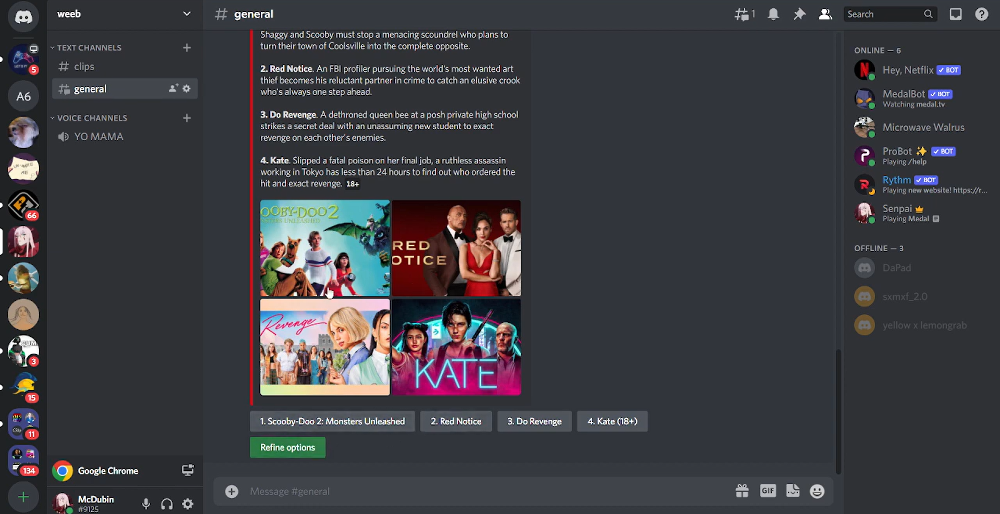 weeb
general
1
Search
TEXT CHANNELS
clips
general
VOICE CHANNELS
YO MAMA
5
A6
UN-MAKE
ME
66
CUM
3
15
11
134
Shaggy and Scooby must stop a menacing scoundrel who plans to
turn their town of Coolsville into the complete opposite.
2. Red Notice. An FBI profiler pursuing the world's most wanted art
thief becomes his reluctant partner in crime to catch an elusive crook
who's always one step ahead.
3. Do Revenge. A dethroned queen bee at a posh private high school
strikes a secret deal with an unassuming new student to exact
revenge on each other's enemies.
4. Kate. Slipped a fatal poison on her final job, a ruthless assassin
working in Tokyo has less than 24 hours to find out who ordered the
hit and exact revenge. 18+
OOBY-DOO 2
RED
OTICE
Revenge
KATE
1. Scooby-Doo 2: Monsters Unleashed
2. Red Notice
3. Do Revenge
4. Kate (18+)
Refine options
Message #general
GIF
Google Chrome
McDubin
#9125
ONLINE — 6
Hey, Netflix ✓ BOT
MedalBot ✓ BOT
Watching medal.tv
Microwave Walrus
ProBot ✨ ✓ BOT
Playing /help
Rythm ✓ BOT
Playing new website! https://r...
Senpai
Playing Medal
OFFLINE — 3
DaPad
sxmxf_2.0
yellow x lemongrab